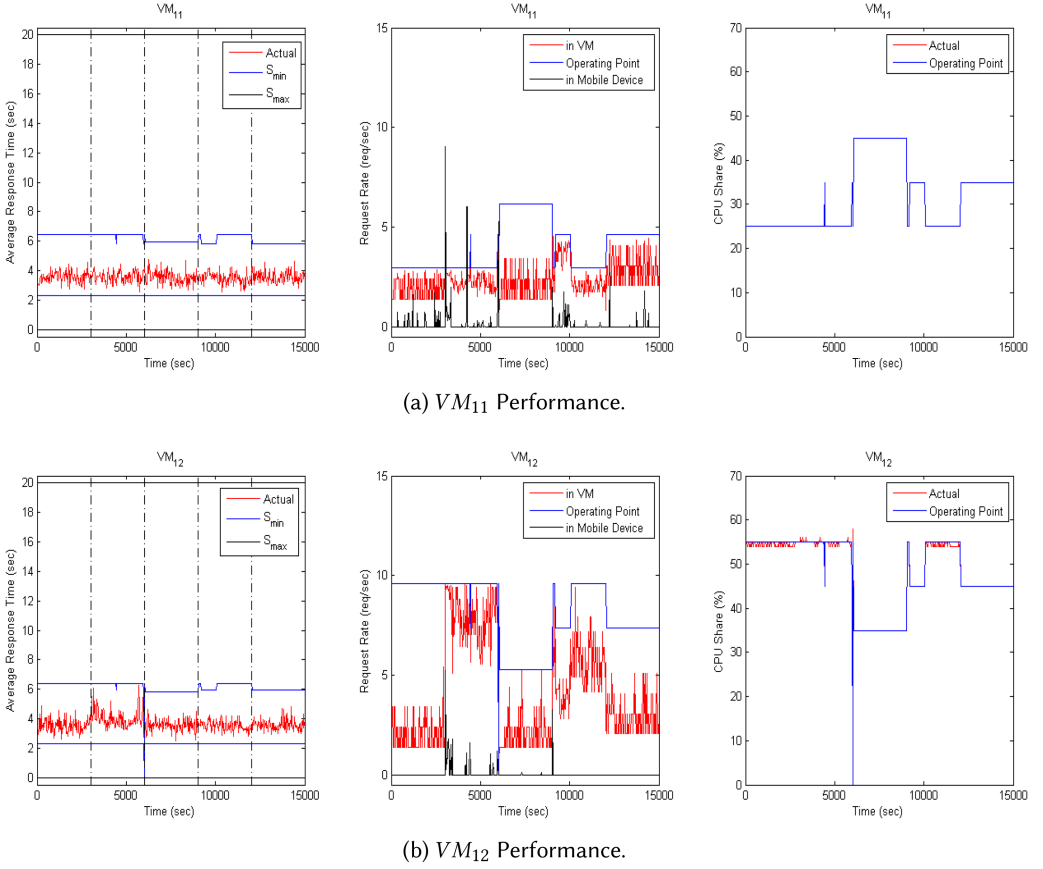 VM11
VM11
VM11
Average Response Time (sec)
20
18
16
14
12
10
8
6
4
2
0
Actual
Smin
Smax
0
5000
10000
15000
Time (sec)
Request Rate (req/sec)
15
10
5
0
in VM
Operating Point
in Mobile Device
0
5000
10000
15000
Time (sec)
CPU Share (%)
70
60
50
40
30
20
10
0
Actual
Operating Point
0
5000
10000
15000
Time (sec)
(a) VM11 Performance.
VM12
VM12
VM12
Average Response Time (sec)
20
18
16
14
12
10
8
6
4
2
0
Actual
Smin
Smax
0
5000
10000
15000
Time (sec)
Request Rate (req/sec)
15
10
5
0
in VM
Operating Point
in Mobile Device
0
5000
10000
15000
Time (sec)
CPU Share (%)
70
60
50
40
30
20
10
0
Actual
Operating Point
0
5000
10000
15000
Time (sec)
(b) VM12 Performance.